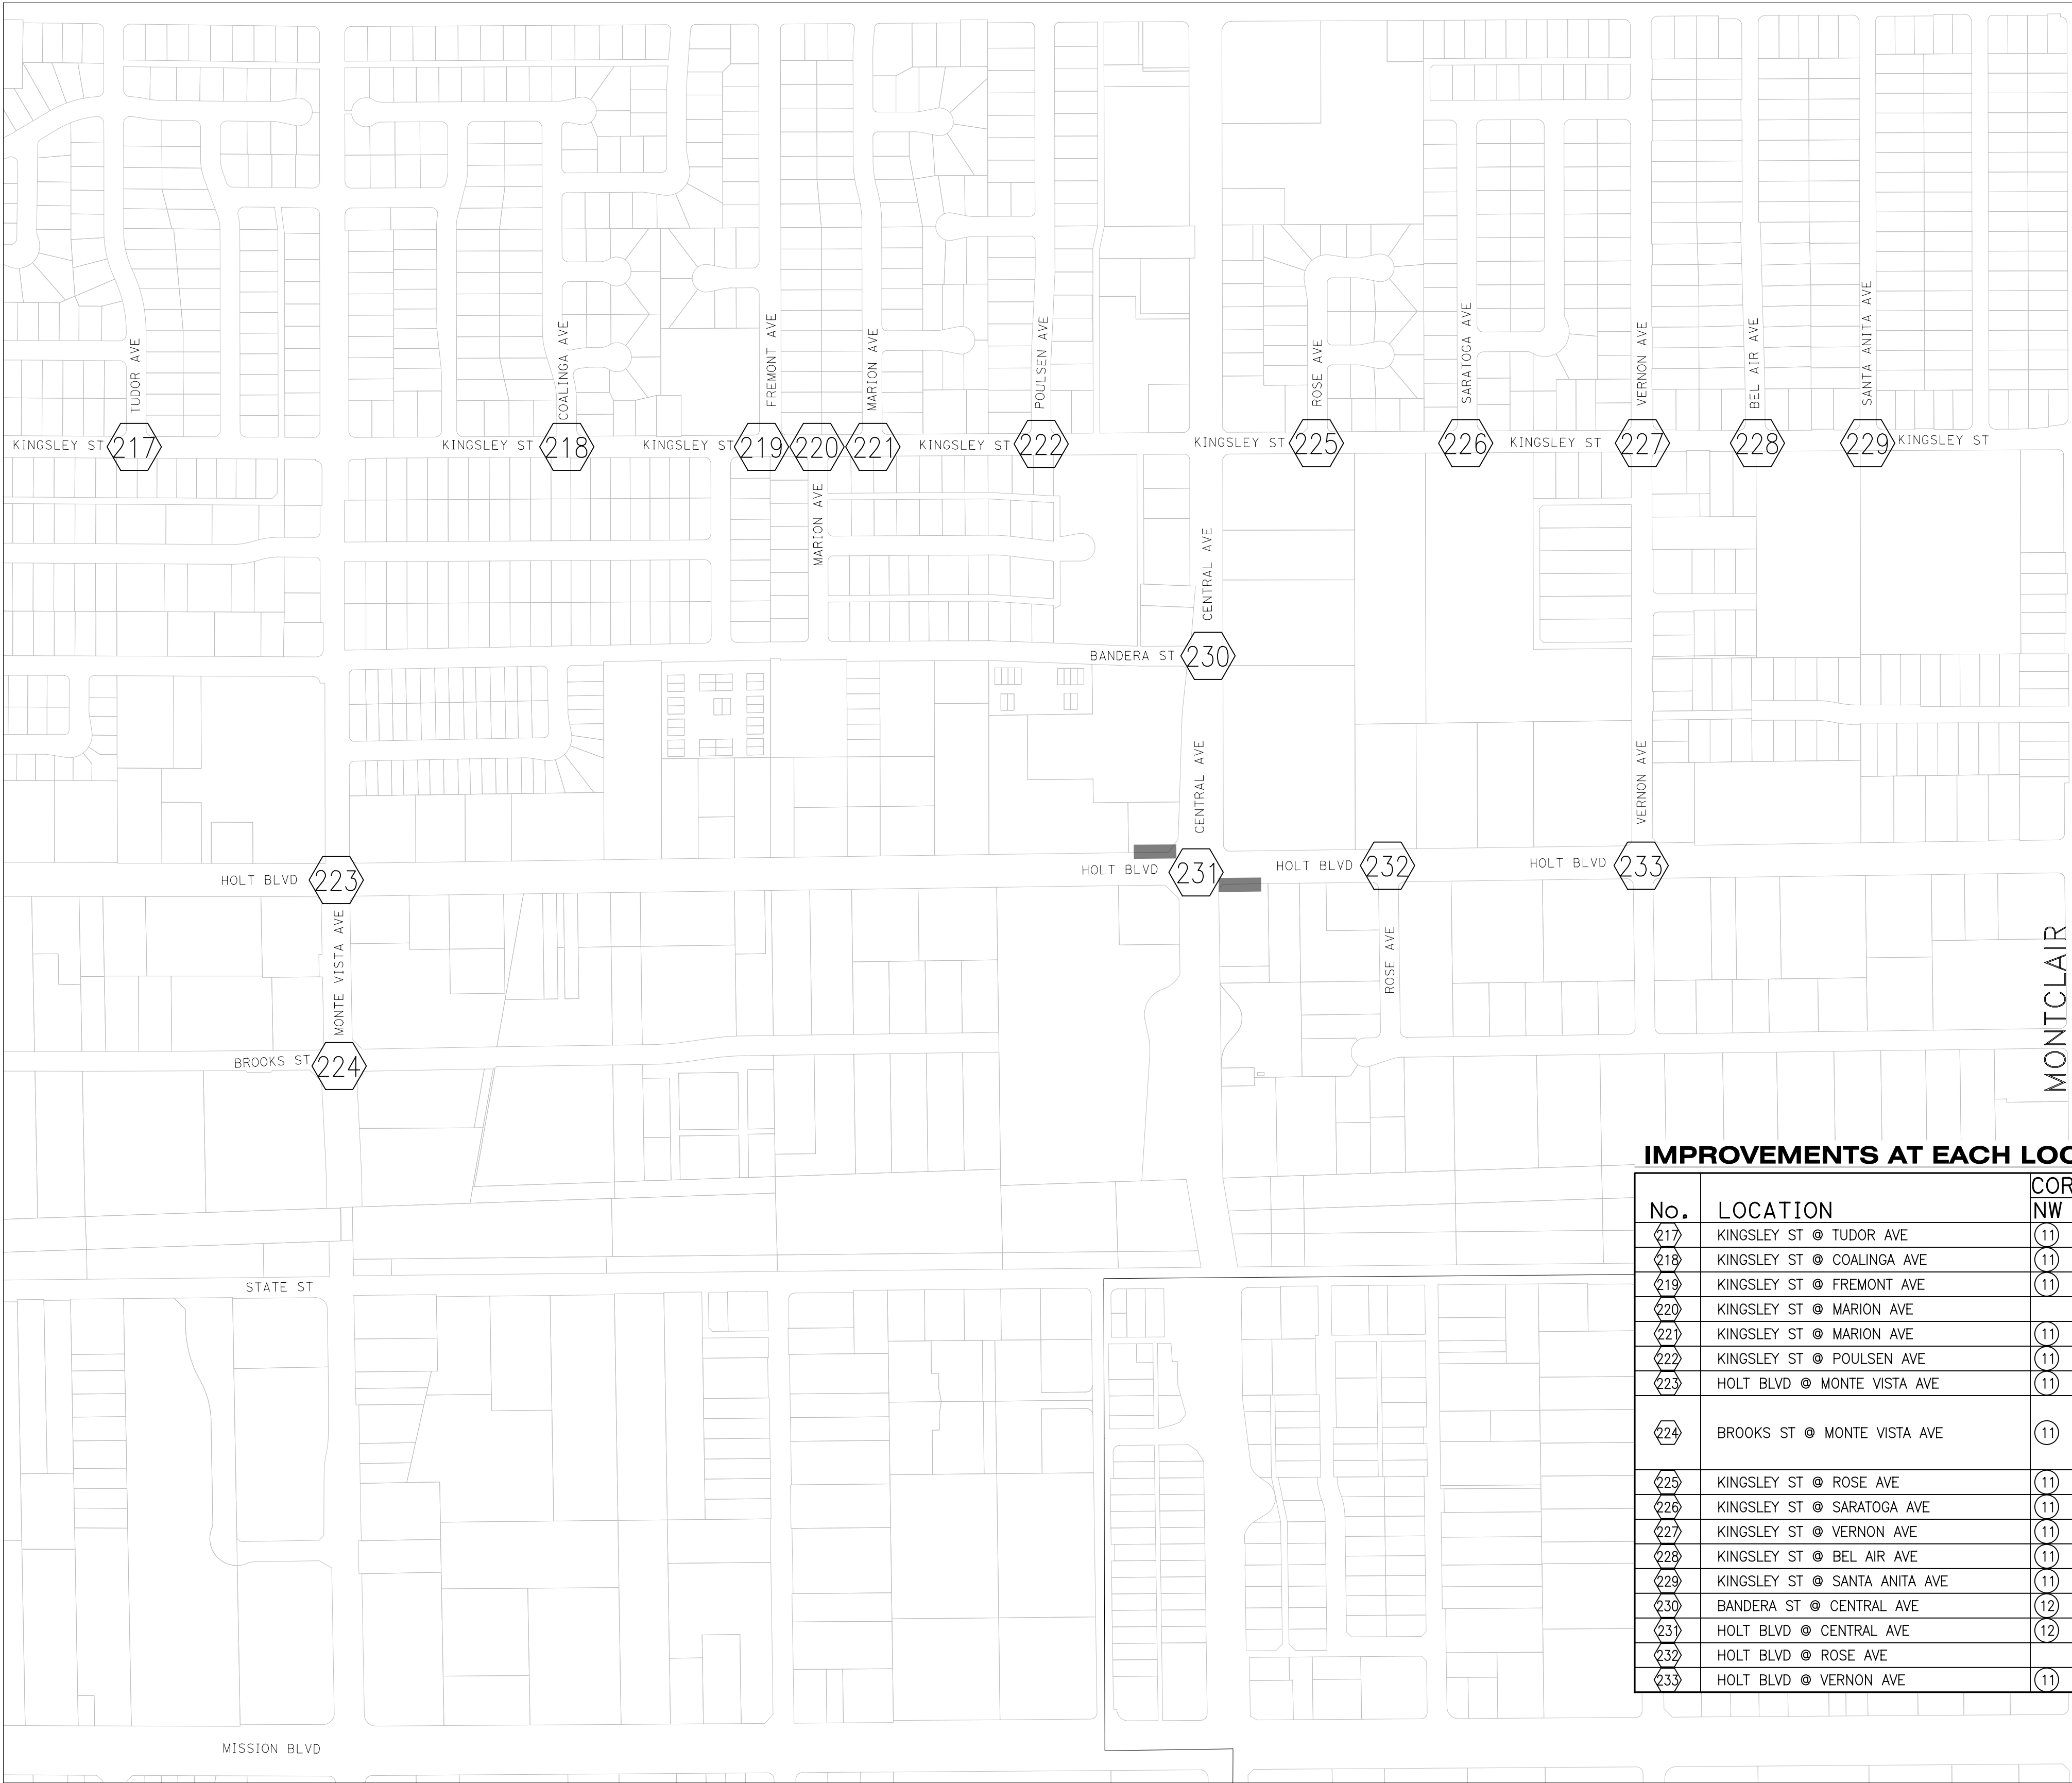 TUDOR AVE
COALINGA AVE
FREMONT AVE
MARION AVE
POULSEN AVE
ROSE AVE
SARATOGA AVE
VERNON AVE
BEL AIR AVE
SANTA ANITA AVE
KINGSLEY ST 217 KINGSLEY ST 218 KINGSLEY ST 219 220 221 KINGSLEY ST 222 KINGSLEY ST 225 226 KINGSLEY ST 227 228 229 KINGSLEY ST
MARION AVE
CENTRAL AVE
BANDERA ST 230
CENTRAL AVE
VERNON AVE
HOLT BLVD 223 HOLT BLVD 231 HOLT BLVD 232 HOLT BLVD 233
MONTE VISTA AVE
ROSE AVE
MONTCLAIR
BROOKS ST 224
STATE ST
MISSION BLVD
IMPROVEMENTS AT EACH LOC
COR
No. LOCATION NW
217 KINGSLEY ST @ TUDOR AVE 11
218 KINGSLEY ST @ COALINGA AVE 11
219 KINGSLEY ST @ FREMONT AVE 11
220 KINGSLEY ST @ MARION AVE
221 KINGSLEY ST @ MARION AVE 11
222 KINGSLEY ST @ POULSEN AVE 11
223 HOLT BLVD @ MONTE VISTA AVE 11
224 BROOKS ST @ MONTE VISTA AVE 11
225 KINGSLEY ST @ ROSE AVE 11
226 KINGSLEY ST @ SARATOGA AVE 11
227 KINGSLEY ST @ VERNON AVE 11
228 KINGSLEY ST @ BEL AIR AVE 11
229 KINGSLEY ST @ SANTA ANITA AVE 11
230 BANDERA ST @ CENTRAL AVE 12
231 HOLT BLVD @ CENTRAL AVE 12
232 HOLT BLVD @ ROSE AVE
233 HOLT BLVD @ VERNON AVE 11